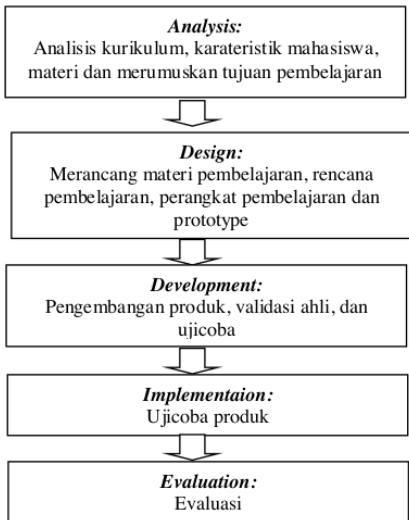 Analysis:
Analisis kurikulum, karateristik mahasiswa,
materi dan merumuskan tujuan pembelajaran
Design:
Merancang materi pembelajaran, rencana
pembelajaran, perangkat pembelajaran dan
prototype
Development:
Pengembangan produk, validasi ahli, dan
ujicoba
Implementaion:
Ujicoba produk
Evaluation:
Evaluasi